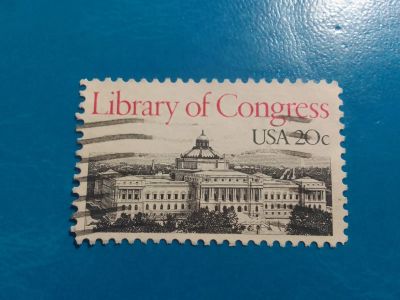 Library of Congress
USA 20c